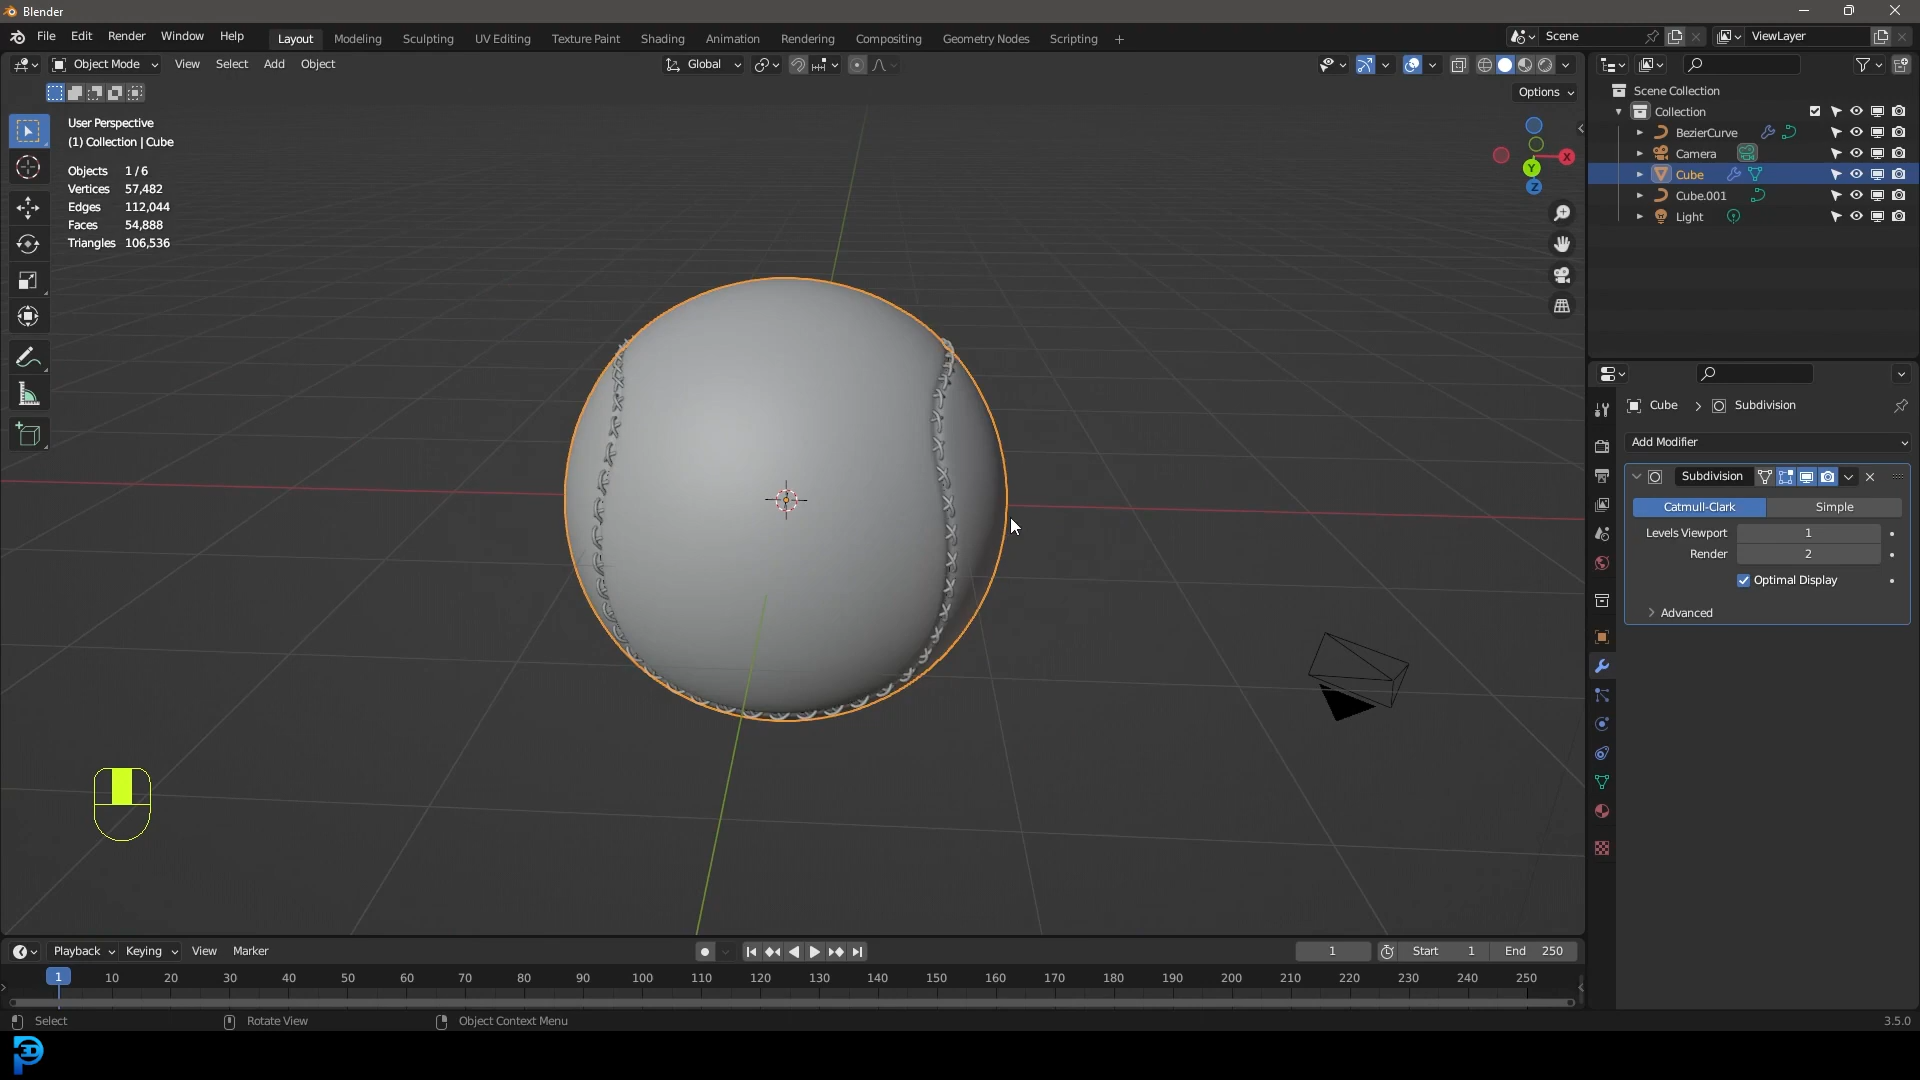 Blender
File Edit Render Window Help Layout Modeling Sculpting UV Editing Texture Paint Shading Animation Rendering Compositing Geometry Nodes Scripting + Scene ViewLayer
Object Mode View Select Add Object Global
Options
User Perspective
(1) Collection | Cube
Objects 1/6
Vertices 57,482
Edges 112,044
Faces 54,888
Triangles 106,536
X
Y
Z
Scene Collection
Collection
BezierCurve
Camera
Cube
Cube.001
Light
Cube > Subdivision
Add Modifier
Subdivision
Catmull-Clark Simple
Levels Viewport 1
Render 2
Optimal Display
Advanced
Playback Keying View Marker 1 Start 1 End 250
1 10 20 30 40 50 60 70 80 90 100 110 120 130 140 150 160 170 180 190 200 210 220 230 240 250
Select Rotate View Object Context Menu 3.5.0
P3D